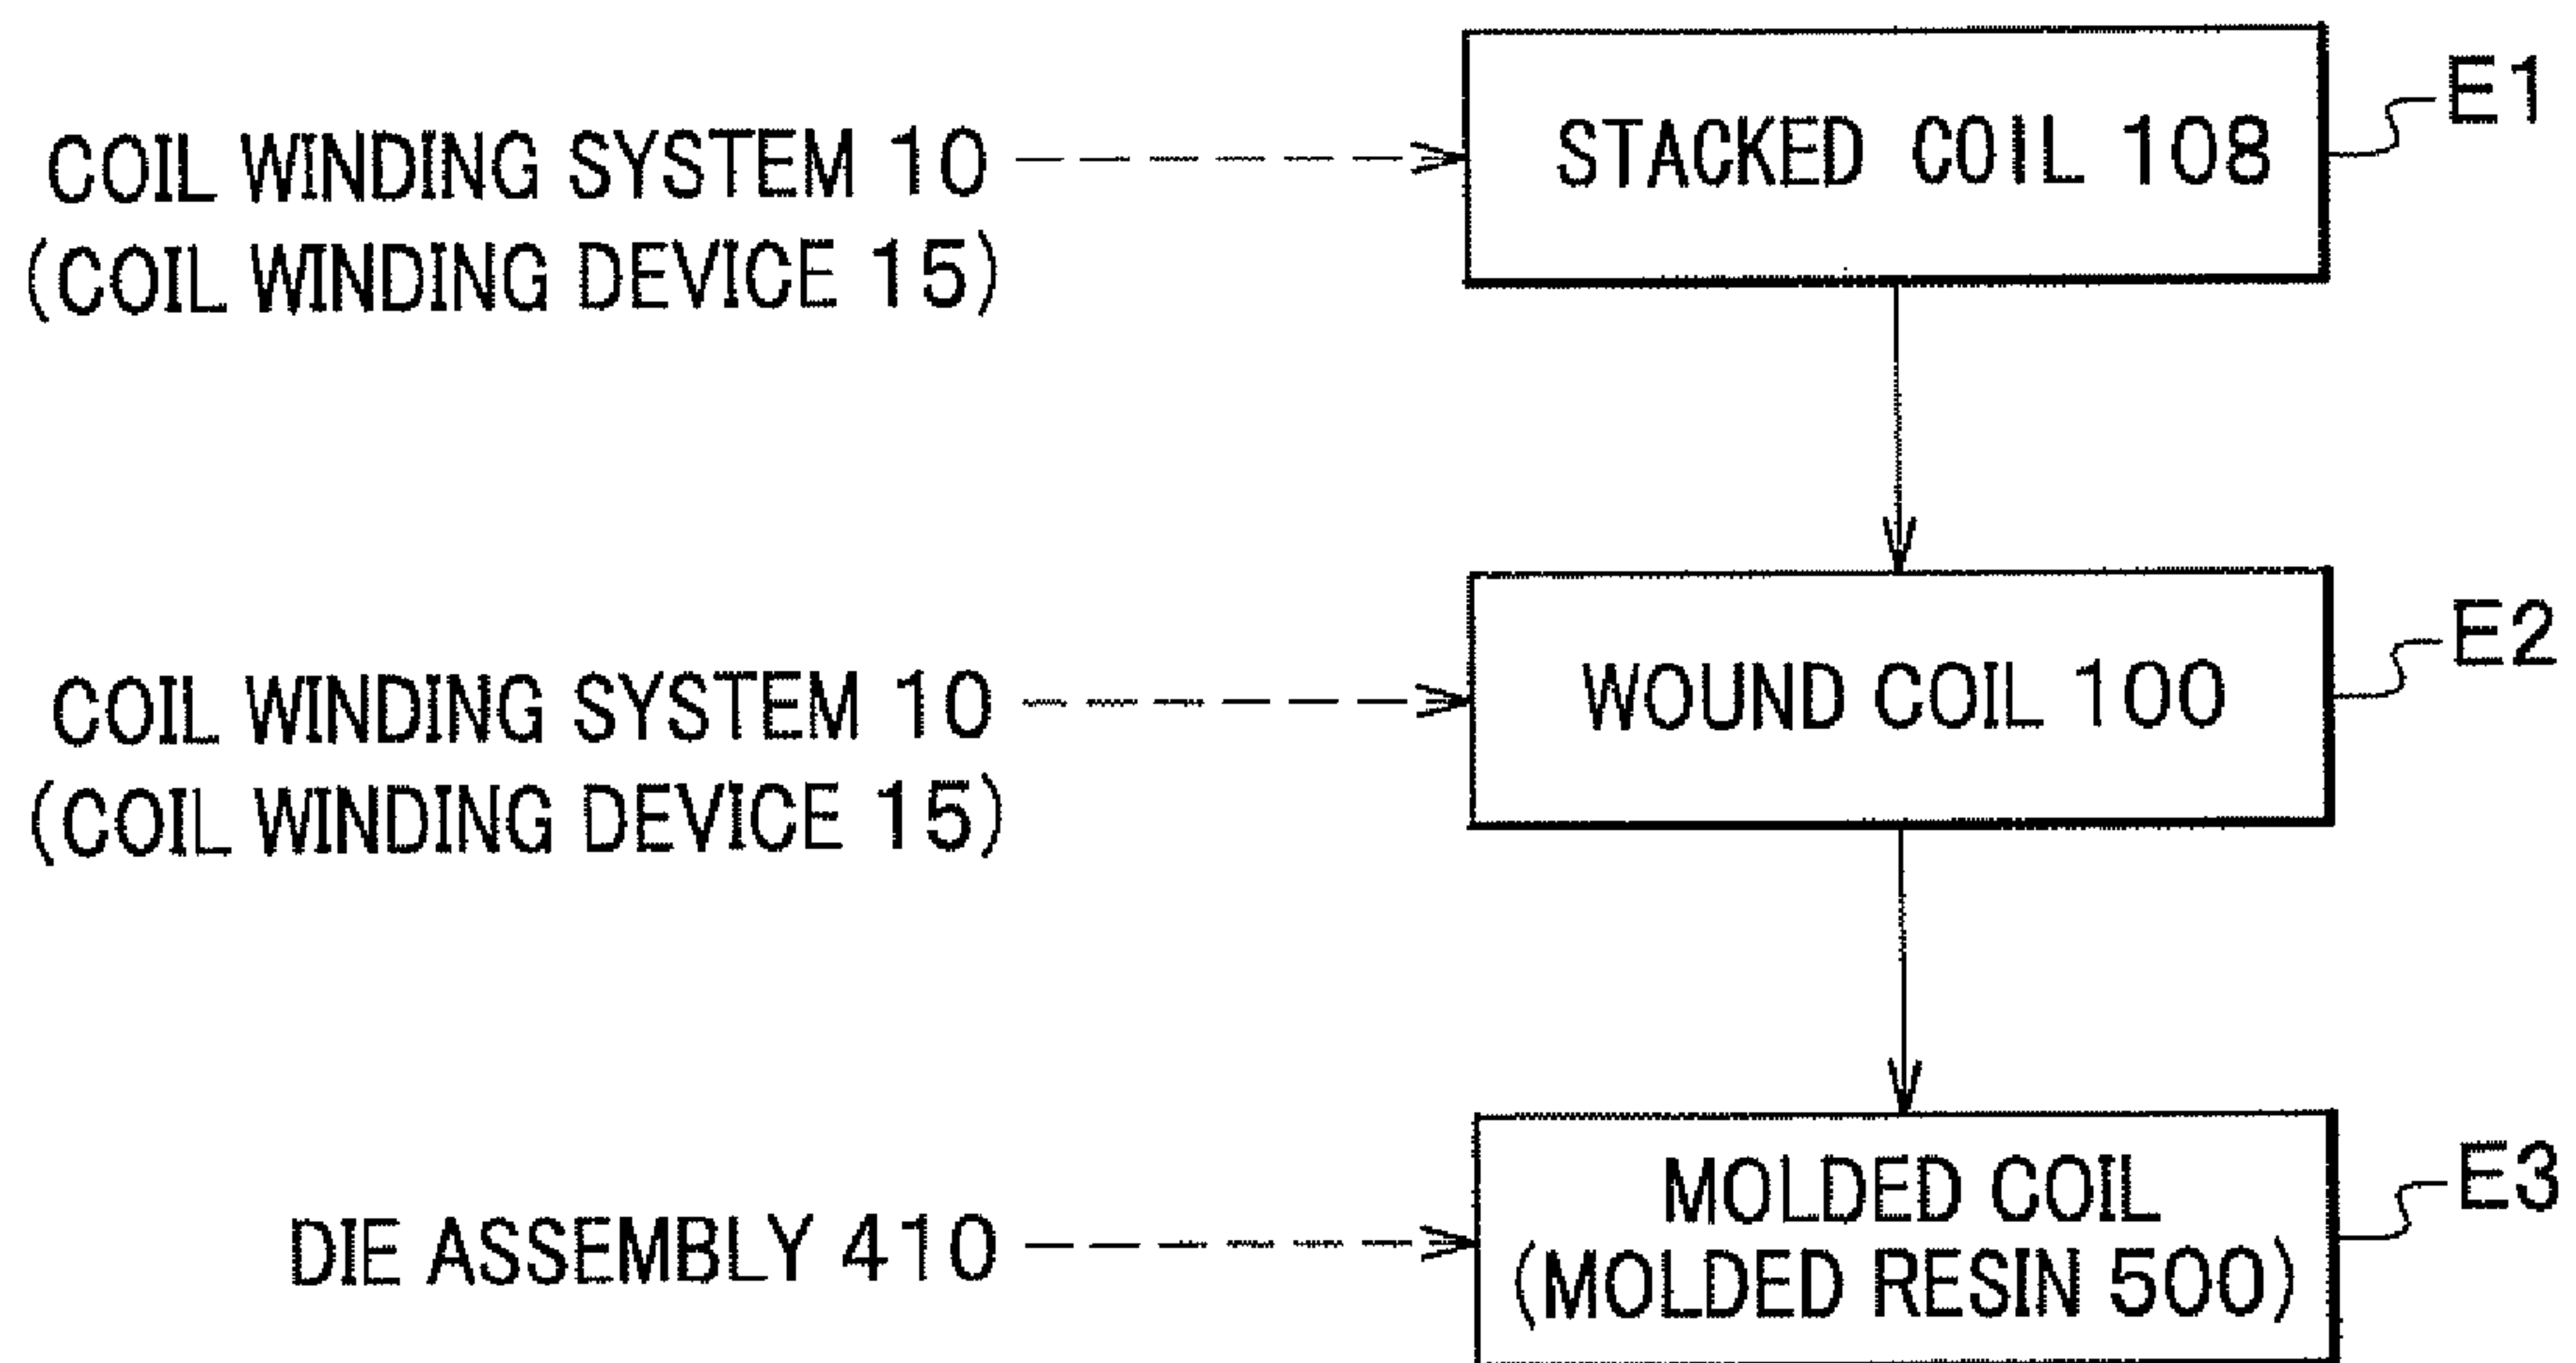 COIL WINDING SYSTEM 10
(COIL WINDING DEVICE 15)
STACKED COIL 108
E1
COIL WINDING SYSTEM 10
(COIL WINDING DEVICE 15)
WOUND COIL 100
E2
DIE ASSEMBLY 410
MOLDED COIL
(MOLDED RESIN 500)
E3